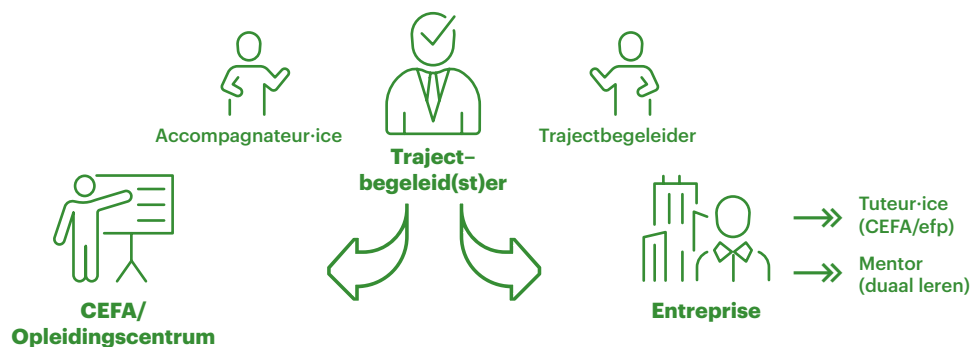 Accompagnateur·ice
Trajectbegeleider
Traject–
begeleid(st)er
Tuteur·ice
(CEFA/efp)
Mentor
(duaal leren)
CEFA/
Opleidingscentrum
Entreprise